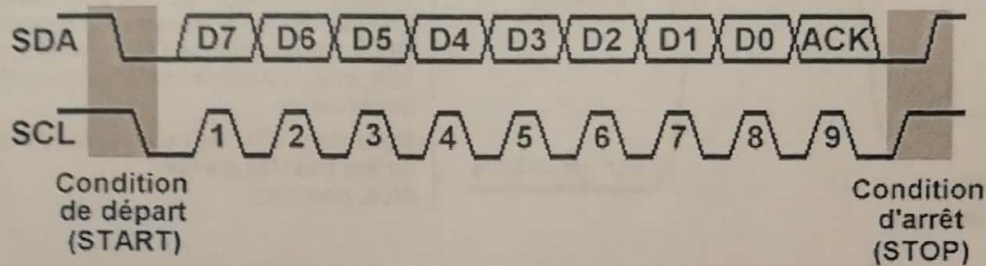 SDA D7 D6 D5 D4 D3 D2 D1 D0 ACK
SCL 1 2 3 4 5 6 7 8 9
Condition
de départ
(START)
Condition
d'arrêt
(STOP)